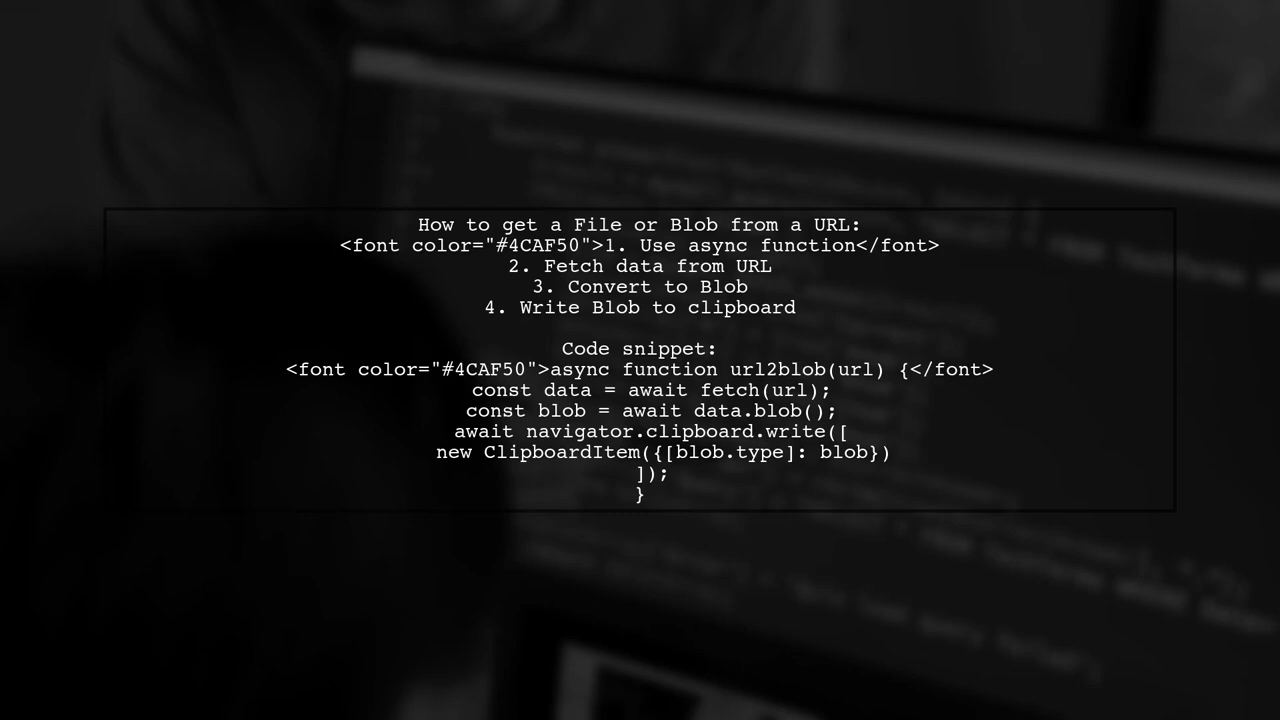 How to get a File or Blob from a URL:
<font color="#4CAF50">1. Use async function</font>
2. Fetch data from URL
3. Convert to Blob
4. Write Blob to clipboard
Code snippet:
<font color="#4CAF50">async function url2blob(url) {</font>
const data = await fetch(url);
const blob = await data.blob();
await navigator.clipboard.write([
new ClipboardItem({[blob.type]: blob})
]);
}